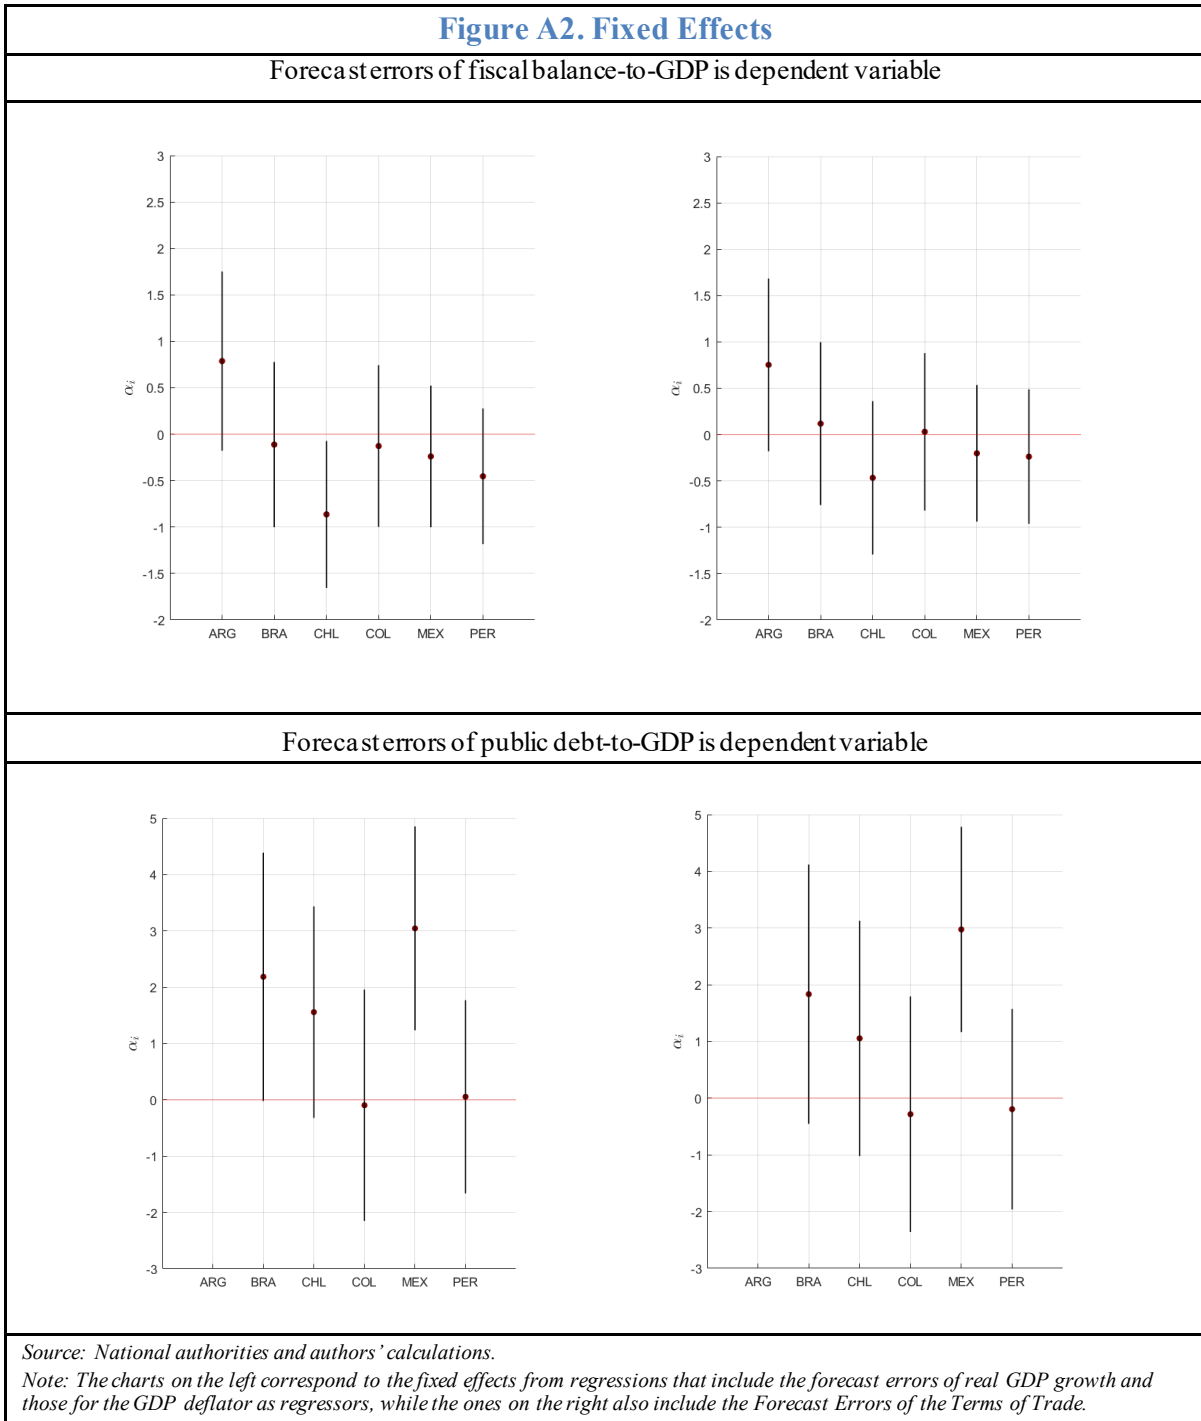 Figure A2. Fixed Effects
Forecast errors of fiscal balance-to-GDP is dependent variable
3
2.5
2
1.5
1
0.5
0
-0.5
-1
-1.5
-2
αi
ARG BRA CHL COL MEX PER
3
2.5
2
1.5
1
0.5
0
-0.5
-1
-1.5
-2
αi
ARG BRA CHL COL MEX PER
Forecast errors of public debt-to-GDP is dependent variable
5
4
3
2
1
0
-1
-2
-3
αi
ARG BRA CHL COL MEX PER
5
4
3
2
1
0
-1
-2
-3
αi
ARG BRA CHL COL MEX PER
Source: National authorities and authors' calculations.
Note: The charts on the left correspond to the fixed effects from regressions that include the forecast errors of real GDP growth and
those for the GDP deflator as regressors, while the ones on the right also include the Forecast Errors of the Terms of Trade.